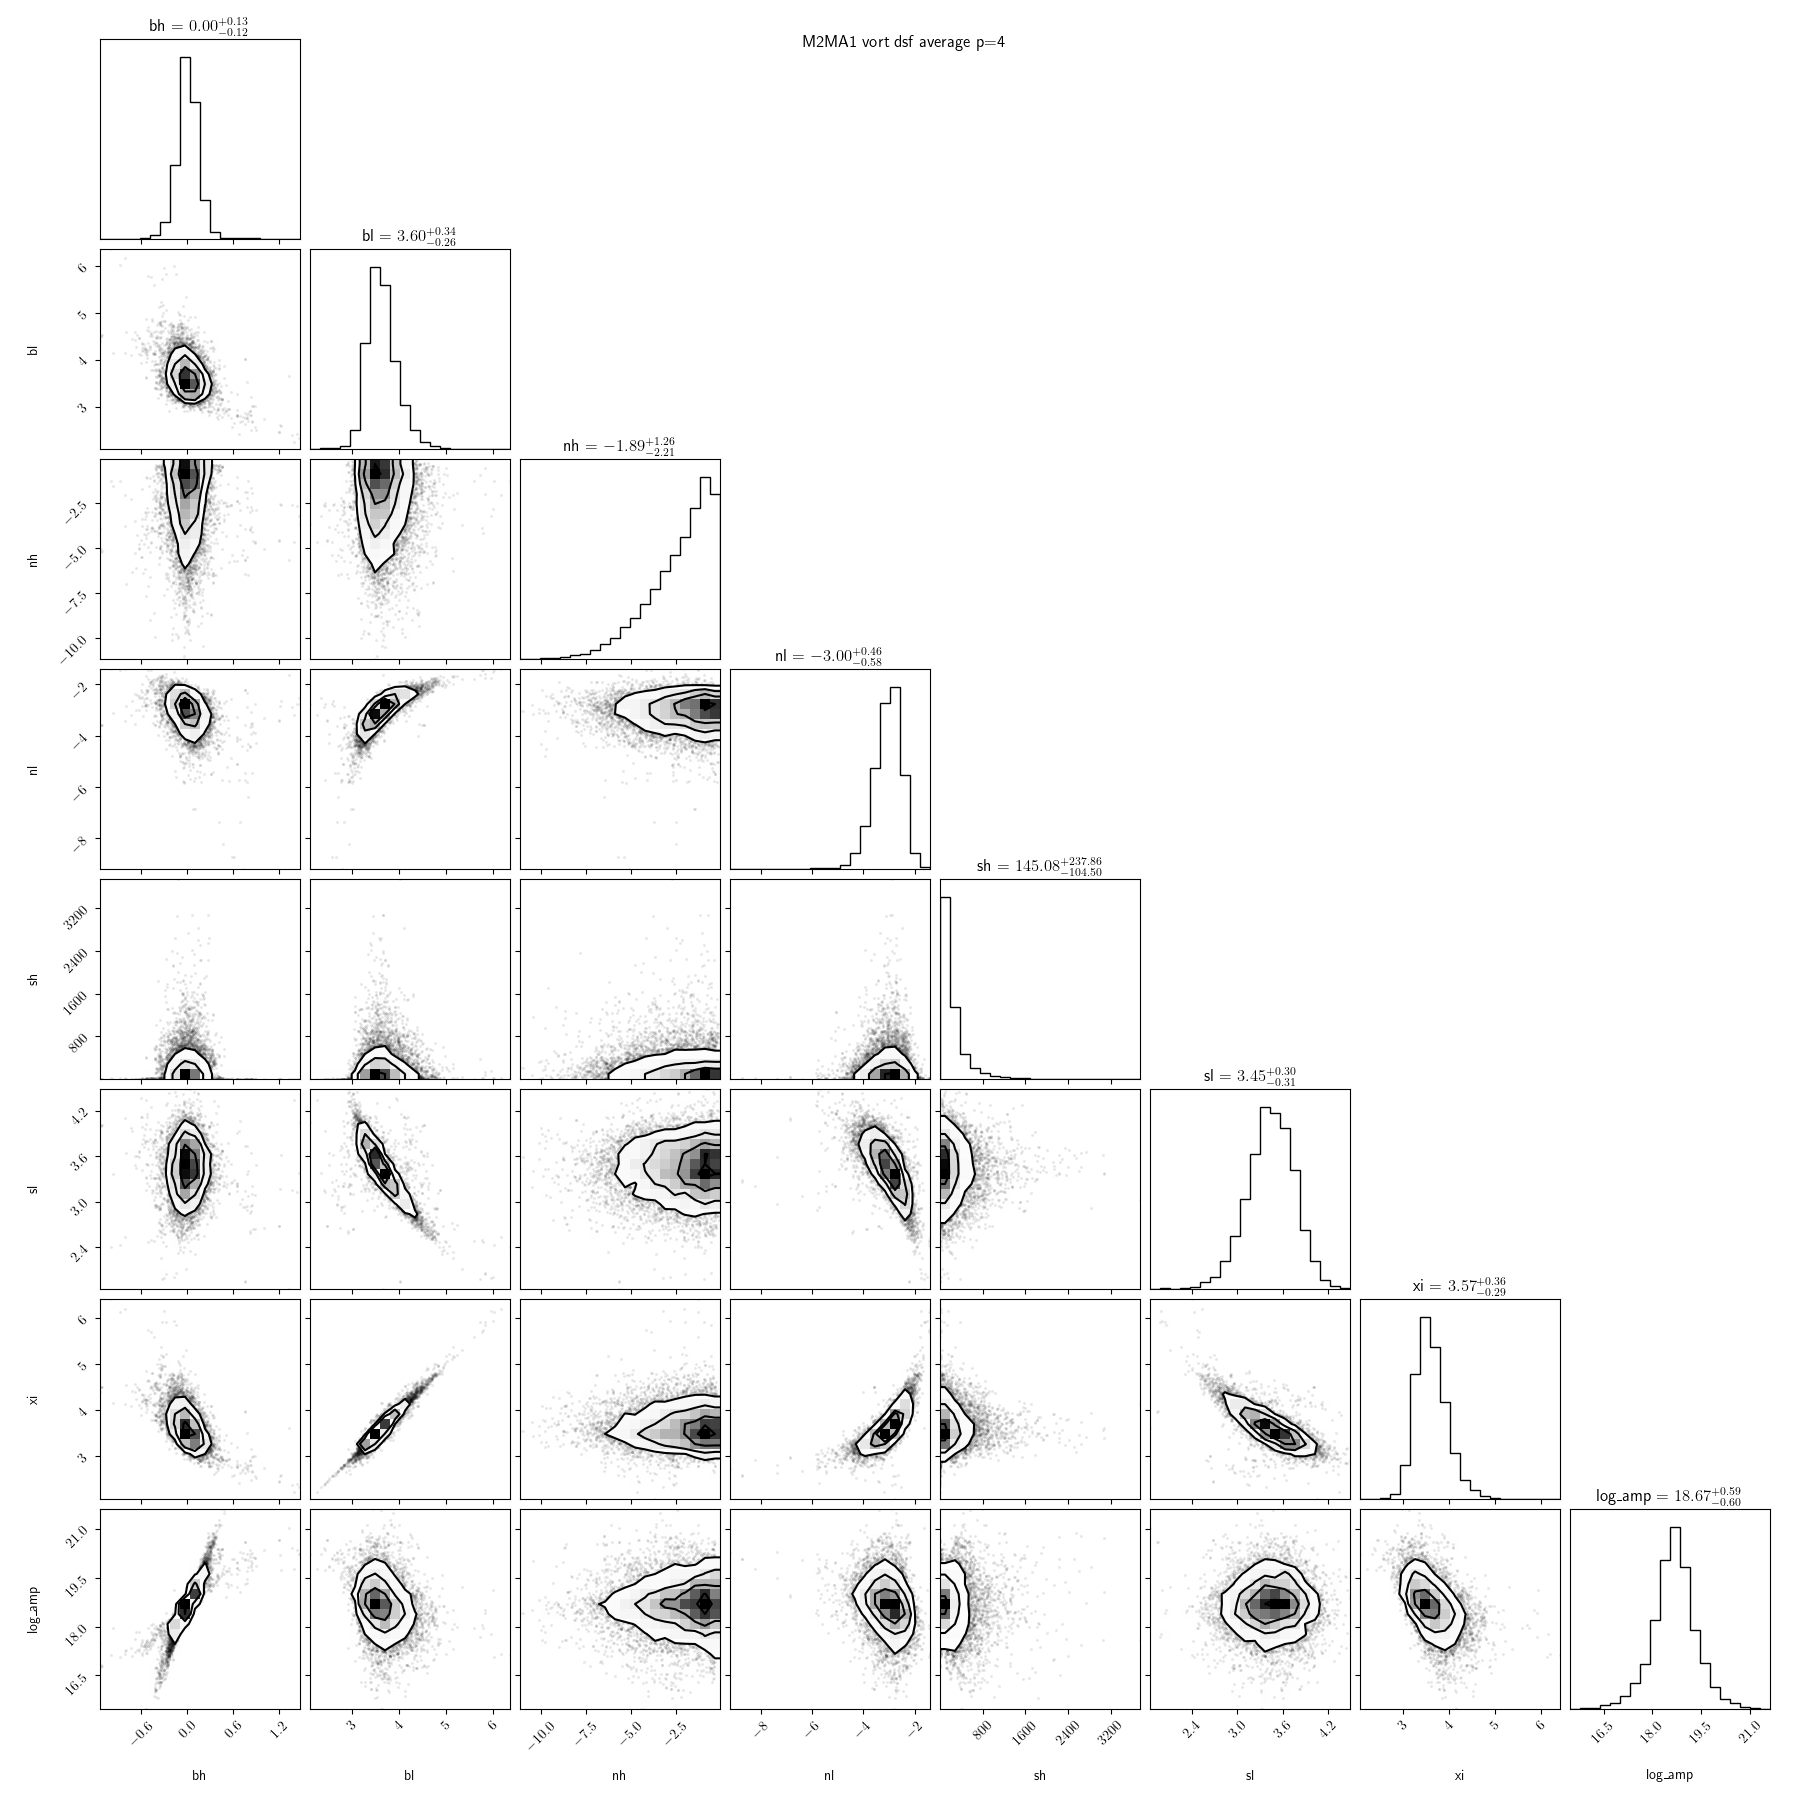 bh = 0.00+0.13−0.12
M2MA1 vort dsf average p=4
bl = 3.60+0.34−0.26
6
5
4
3
bl
nh = −1.89+1.26−2.21
−2.5
−5.0
−7.5
−10.0
nh
nl = −3.00+0.46−0.58
−2
−4
−6
−8
nl
sh = 145.08+237.86−104.50
3200
2400
1600
800
sh
sl = 3.45+0.30−0.31
4.2
3.6
3.0
2.4
sl
xi = 3.57+0.36−0.29
6
5
4
3
xi
log_amp = 18.67+0.59−0.60
21.0
19.5
18.0
16.5
log_amp
−0.6 0.0 0.6 1.2 3 4 5 6 −10.0 −7.5 −5.0 −2.5 −8 −6 −4 −2 800 1600 2400 3200 2.4 3.0 3.6 4.2 3 4 5 6 16.5 18.0 19.5 21.0
bh bl nh nl sh sl xi log_amp